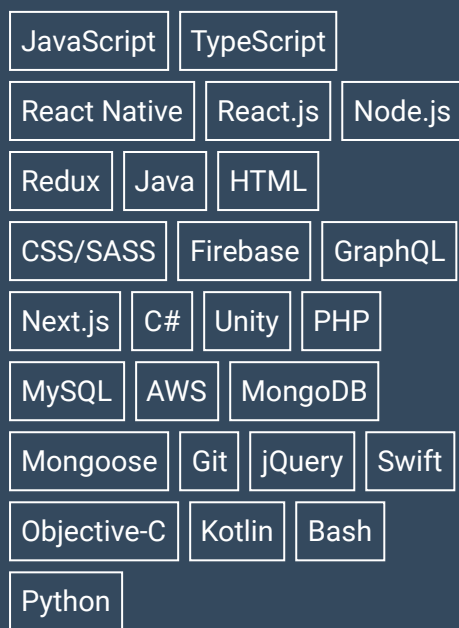 JavaScript TypeScript
React Native React.js Node.js
Redux Java HTML
CSS/SASS Firebase GraphQL
Next.js C# Unity PHP
MySQL AWS MongoDB
Mongoose Git jQuery Swift
Objective-C Kotlin Bash
Python